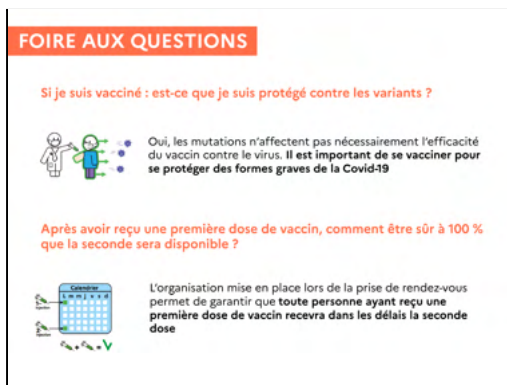 FOIRE AUX QUESTIONS
Si je suis vacciné : est-ce que je suis protégé contre les variants ?
Oui, les mutations n'affectent pas nécessairement l'efficacité
du vaccin contre le virus. Il est important de se vacciner pour
se protéger des formes graves de la Covid-19
Après avoir reçu une première dose de vaccin, comment être sûr à 100 %
que la seconde sera disponible ?
Calendrier
L m m j v s d
L'organisation mise en place lors de la prise de rendez-vous
permet de garantir que toute personne ayant reçu une
première dose de vaccin recevra dans les délais la seconde
dose